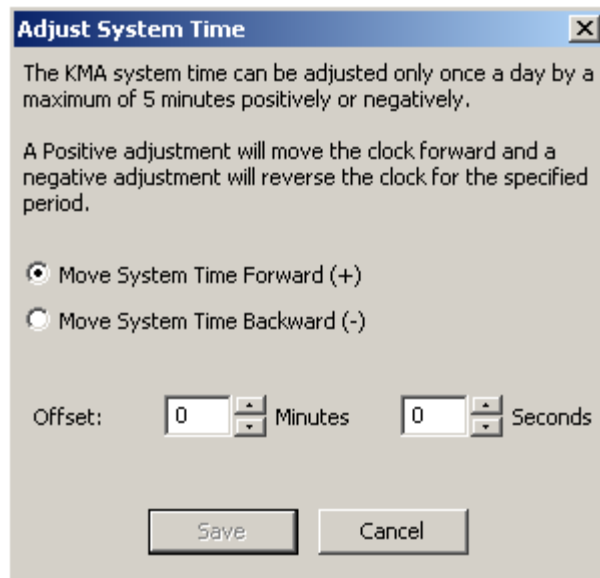 Adjust System Time
The KMA system time can be adjusted only once a day by a
maximum of 5 minutes positively or negatively.
A Positive adjustment will move the clock forward and a
negative adjustment will reverse the clock for the specified
period.
Move System Time Forward (+)
Move System Time Backward (-)
Offset: 0 Minutes 0 Seconds
Save Cancel